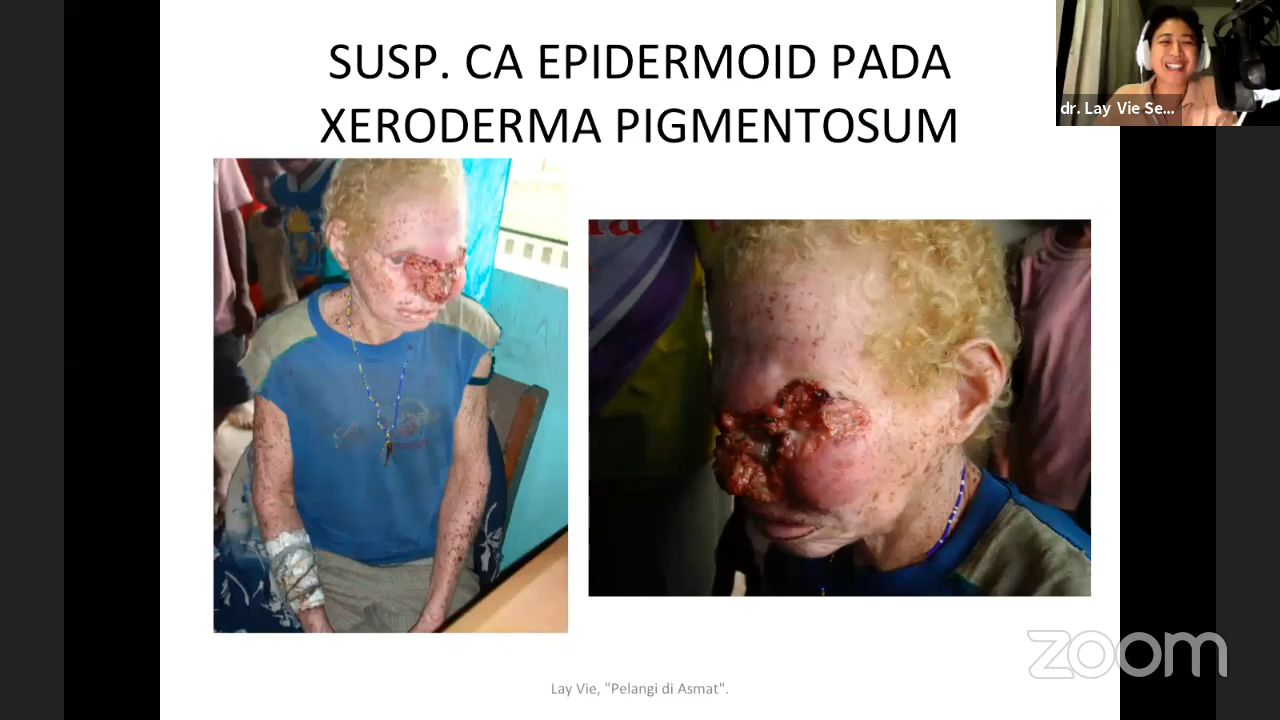 SUSP. CA EPIDERMOID PADA
XERODERMA PIGMENTOSUM
dr. Lay Vie Se...
Lay Vie, "Pelangi di Asmat".
zoom